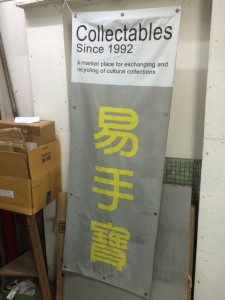 Collectables
Since 1992
A market place for exchanging and
recycling of cultural collections
易
手
寶